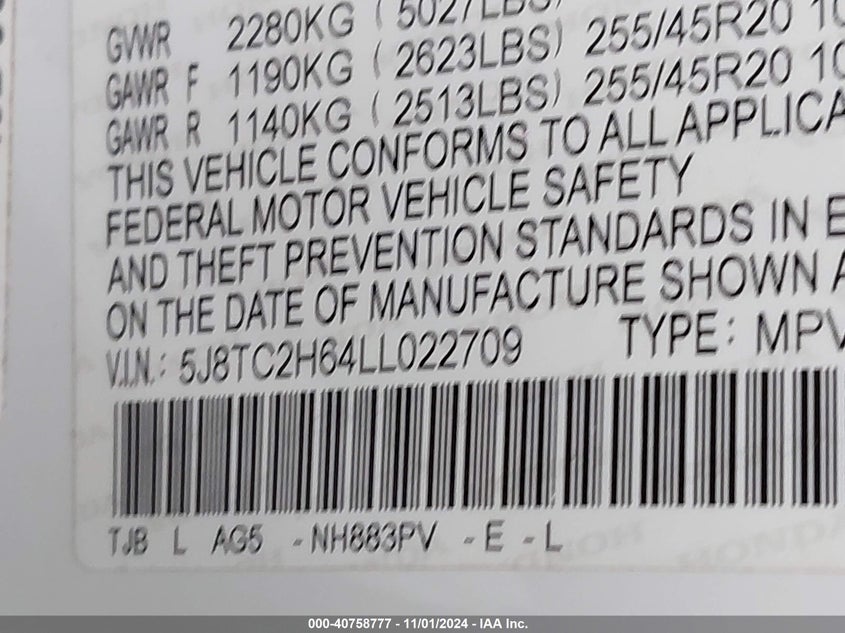 GVWR 2280KG ( 5027LBS)
GAWR F 1190KG ( 2623LBS) 255/45R20 10
GAWR R 1140KG ( 2513LBS) 255/45R20 10
THIS VEHICLE CONFORMS TO ALL APPLICA
FEDERAL MOTOR VEHICLE SAFETY
AND THEFT PREVENTION STANDARDS IN E
ON THE DATE OF MANUFACTURE SHOWN A
V.I.N.: 5J8TC2H64LL022709 TYPE: MPV
TJB L AG5 -NH883PV -E -L
000-40758777 - 11/01/2024 - IAA Inc.